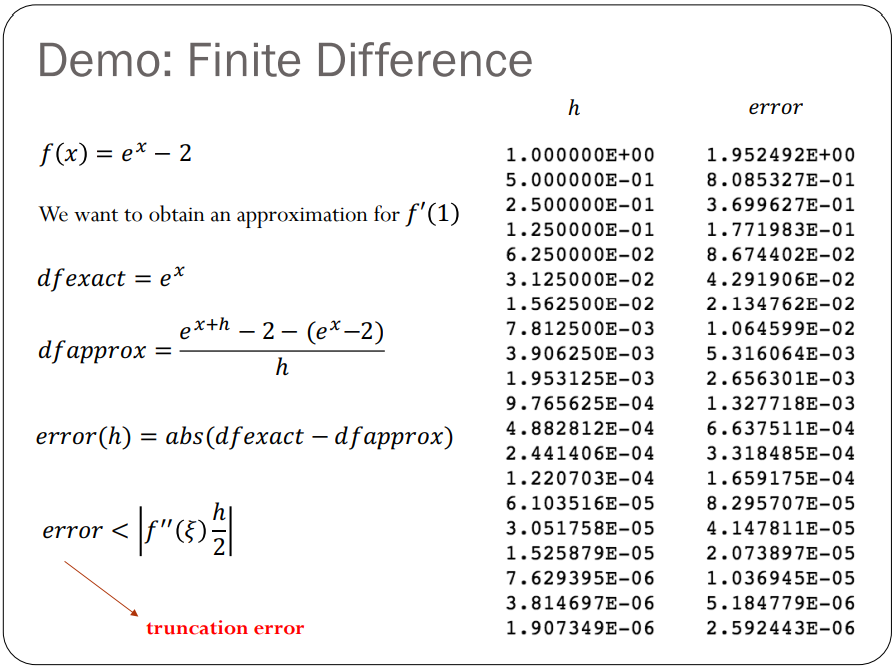 Demo: Finite Difference
f(x) = e^x − 2
We want to obtain an approximation for f′(1)
dfexact = e^x
dfapprox = (e^{x+h} − 2 − (e^x−2)) / h
error(h) = abs(dfexact − dfapprox)
error < |f′′(ξ) h/2|
truncation error
h error
1.000000E+00 1.952492E+00
5.000000E−01 8.085327E−01
2.500000E−01 3.699627E−01
1.250000E−01 1.771983E−01
6.250000E−02 8.674402E−02
3.125000E−02 4.291906E−02
1.562500E−02 2.134762E−02
7.812500E−03 1.064599E−02
3.906250E−03 5.316064E−03
1.953125E−03 2.656301E−03
9.765625E−04 1.327718E−03
4.882812E−04 6.637511E−04
2.441406E−04 3.318485E−04
1.220703E−04 1.659175E−04
6.103516E−05 8.295707E−05
3.051758E−05 4.147811E−05
1.525879E−05 2.073897E−05
7.629395E−06 1.036945E−05
3.814697E−06 5.184779E−06
1.907349E−06 2.592443E−06